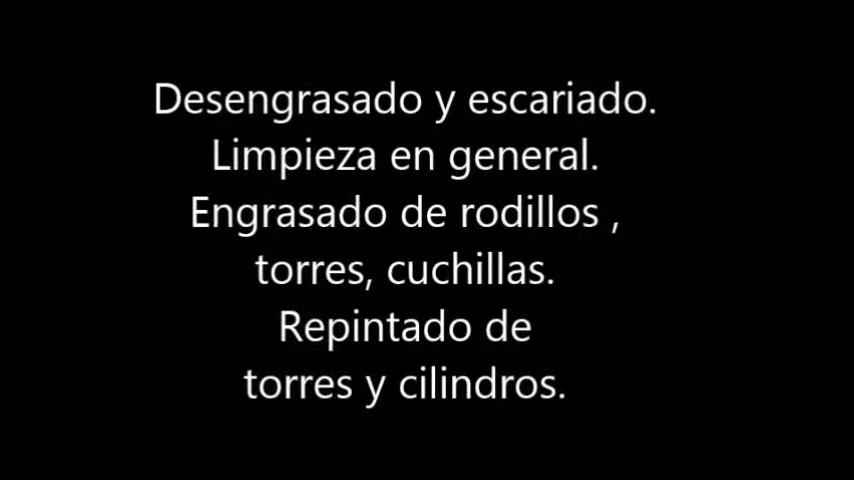 Desengrasado y escariado.
Limpieza en general.
Engrasado de rodillos ,
torres, cuchillas.
Repintado de
torres y cilindros.